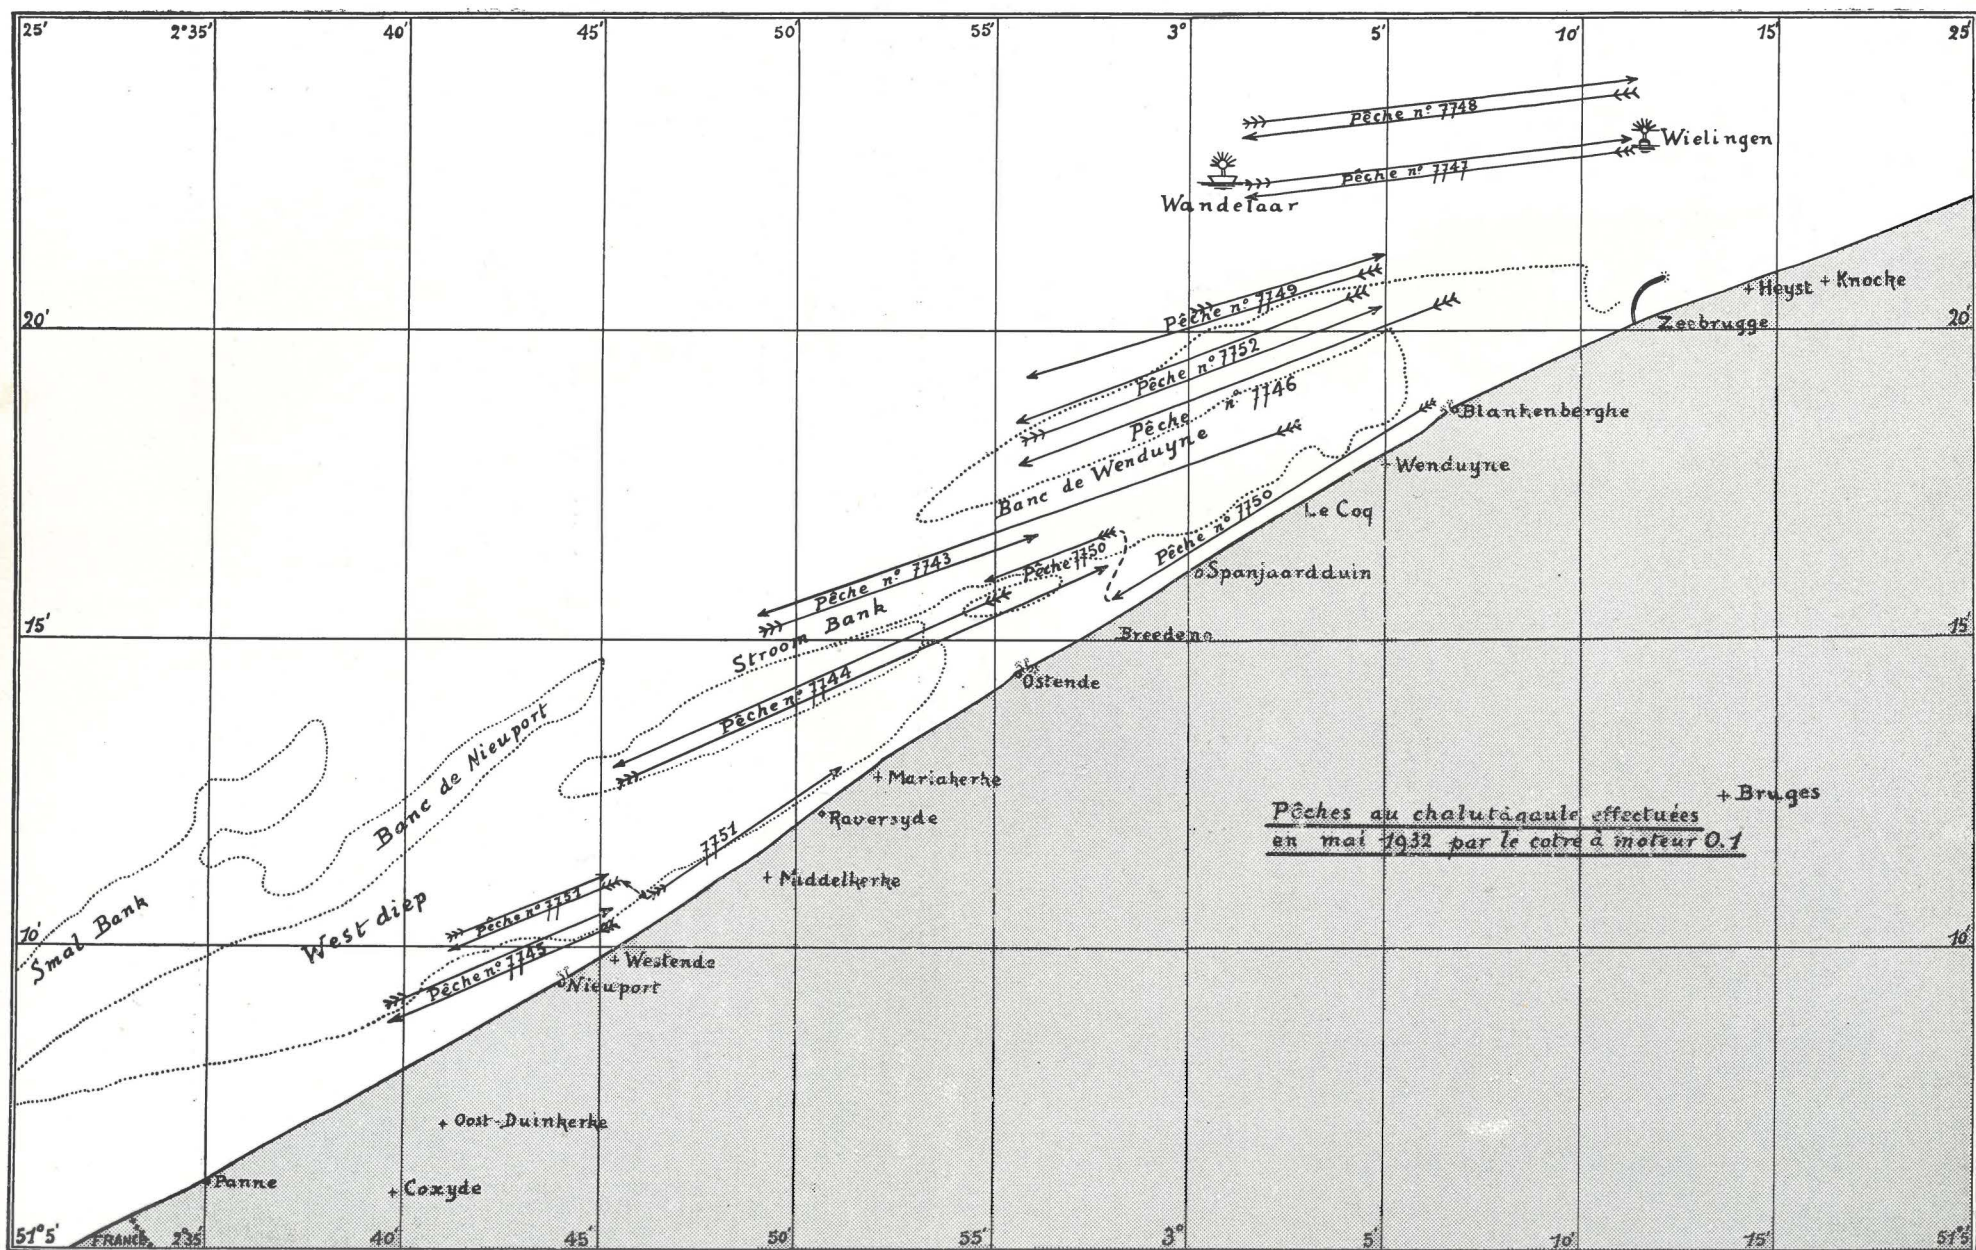 25' 2°35' 40' 45' 50' 55' 3° 5' 10' 15' 25'
Pêche n° 7748
Wielingen
Pêche n° 7747
Wandelaar
Pêche n° 7749
+ Heyst + Knocke
20' Zeebrugge 20'
Pêche n° 7752
Pêche n° 7746
Blankenberghe
Banc de Wenduyne
Wenduyne
Pêche n° 7750
Le Coq
Pêche n° 7743
Pêche 7750
Spanjaardduin
Stroom Bank
15' Breedene 15'
Pêche n° 7744
Ostende
Banc de Nieuport
+ Mariakerke
+ Bruges
Raversyde
Pêches au chalutàgaule effectuées
en mai 1932 par le cotre à moteur O.1
7751
+ Middelkerke
Pêche n° 7751
West diep
Smal Bank
10' 10'
Pêche n° 7745
+ Westende
Nieuport
+ Oost-Duinkerke
Panne
+ Coxyde
51°5' FRANCE 2°35' 40' 45' 50' 55' 3° 5' 10' 15' 51°5'